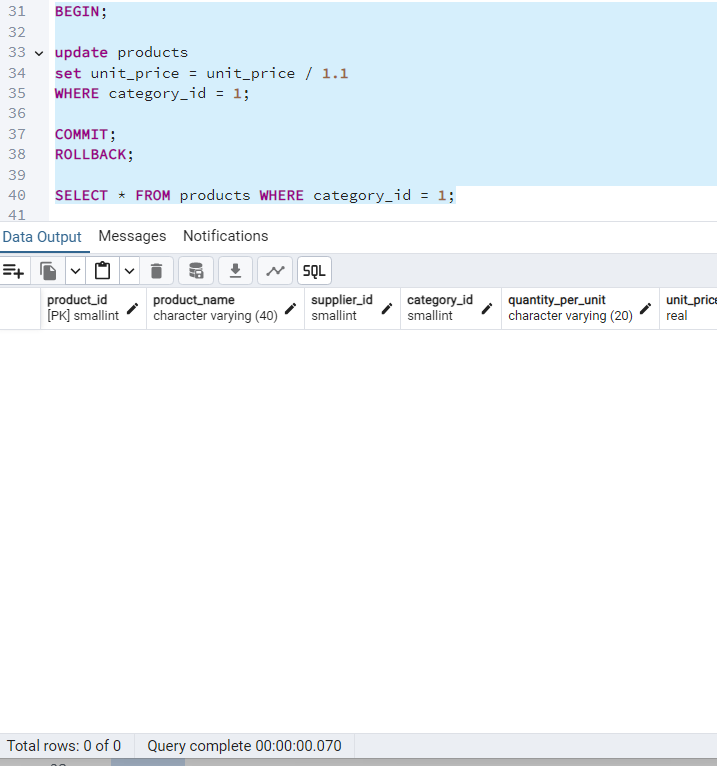 31 BEGIN;
32
33 update products
34 set unit_price = unit_price / 1.1
35 WHERE category_id = 1;
36
37 COMMIT;
38 ROLLBACK;
39
40 SELECT * FROM products WHERE category_id = 1;
41
Data Output Messages Notifications
SQL
product_id product_name supplier_id category_id quantity_per_unit unit_price
[PK] smallint character varying (40) smallint smallint character varying (20) real
Total rows: 0 of 0 Query complete 00:00:00.070